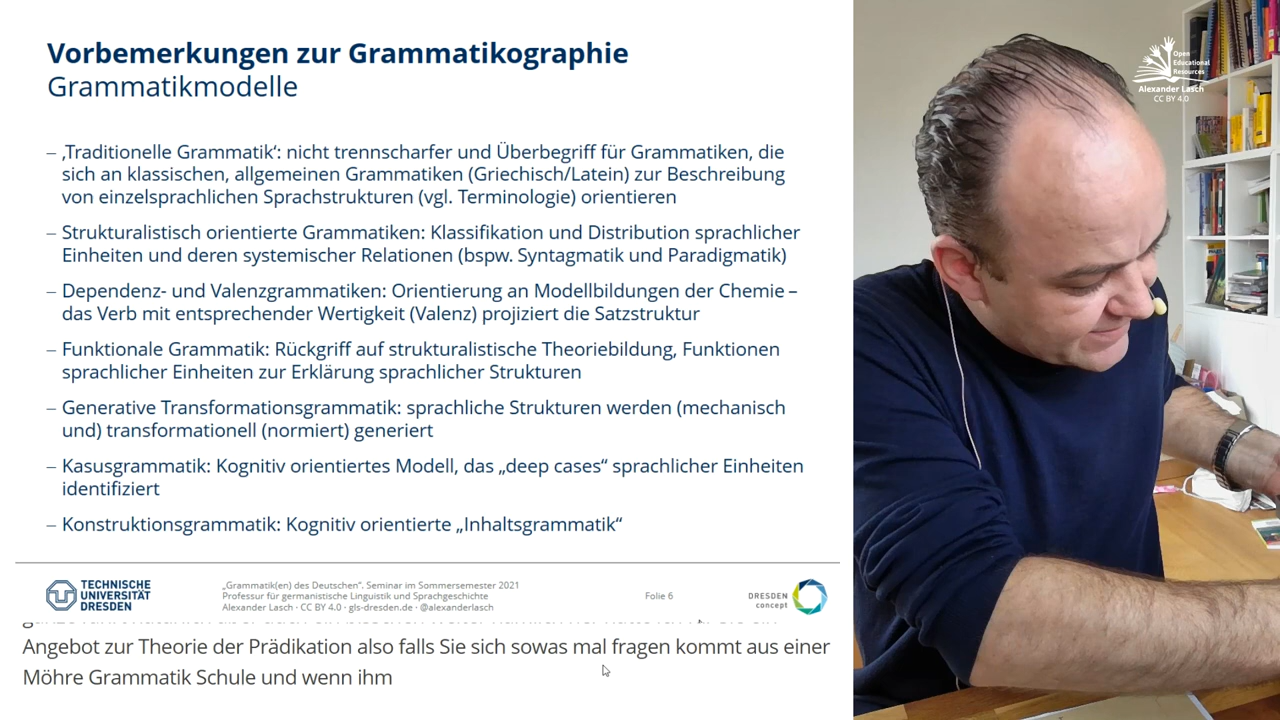 Vorbemerkungen zur Grammatikographie
Grammatikmodelle
– ‚Traditionelle Grammatik‘: nicht trennscharfer und Überbegriff für Grammatiken, die
sich an klassischen, allgemeinen Grammatiken (Griechisch/Latein) zur Beschreibung
von einzelsprachlichen Sprachstrukturen (vgl. Terminologie) orientieren
– Strukturalistisch orientierte Grammatiken: Klassifikation und Distribution sprachlicher
Einheiten und deren systemischer Relationen (bspw. Syntagmatik und Paradigmatik)
– Dependenz- und Valenzgrammatiken: Orientierung an Modellbildungen der Chemie –
das Verb mit entsprechender Wertigkeit (Valenz) projiziert die Satzstruktur
– Funktionale Grammatik: Rückgriff auf strukturalistische Theoriebildung, Funktionen
sprachlicher Einheiten zur Erklärung sprachlicher Strukturen
– Generative Transformationsgrammatik: sprachliche Strukturen werden (mechanisch
und) transformationell (normiert) generiert
– Kasusgrammatik: Kognitiv orientiertes Modell, das „deep cases“ sprachlicher Einheiten
identifiziert
– Konstruktionsgrammatik: Kognitiv orientierte „Inhaltsgrammatik“
TECHNISCHE
UNIVERSITÄT
DRESDEN
„Grammatik(en) des Deutschen“. Seminar im Sommersemester 2021
Professur für germanistische Linguistik und Sprachgeschichte
Alexander Lasch · CC BY 4.0 · gls-dresden.de · @alexanderlasch
Folie 6
DRESDEN
concept
Angebot zur Theorie der Prädikation also falls Sie sich sowas mal fragen kommt aus einer
Möhre Grammatik Schule und wenn ihm
Open
Educational
Resources
Alexander Lasch
CC BY 4.0